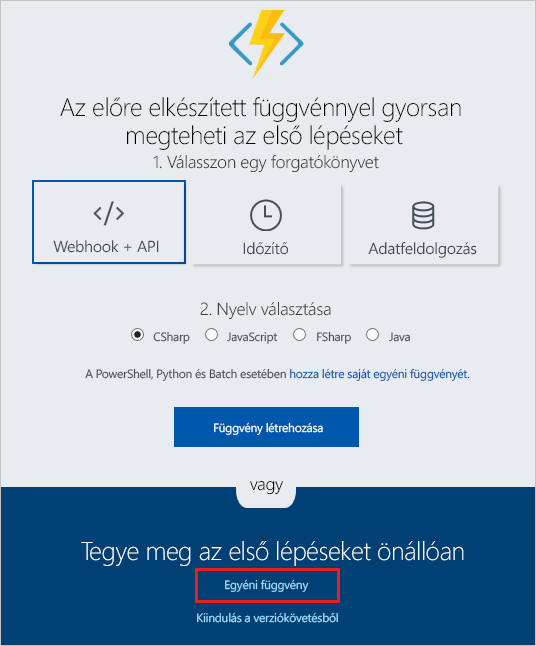 Az előre elkészített függvénnyel gyorsan
megteheti az első lépéseket
1. Válasszon egy forgatókönyvet
Webhook + API
Időzítő
Adatfeldolgozás
2. Nyelv választása
CSharp JavaScript FSharp Java
A PowerShell, Python és Batch esetében hozza létre saját egyéni függvényét.
Függvény létrehozása
vagy
Tegye meg az első lépéseket önállóan
Egyéni függvény
Kiindulás a verziókövetésből